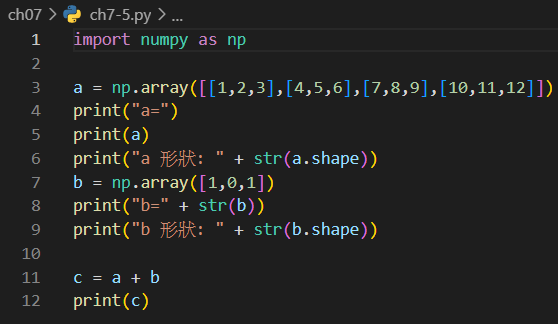 ch07 > ch7-5.py > ...
1 import numpy as np
2
3 a = np.array([[1,2,3],[4,5,6],[7,8,9],[10,11,12]])
4 print("a=")
5 print(a)
6 print("a 形狀: " + str(a.shape))
7 b = np.array([1,0,1])
8 print("b=" + str(b))
9 print("b 形狀: " + str(b.shape))
10
11 c = a + b
12 print(c)